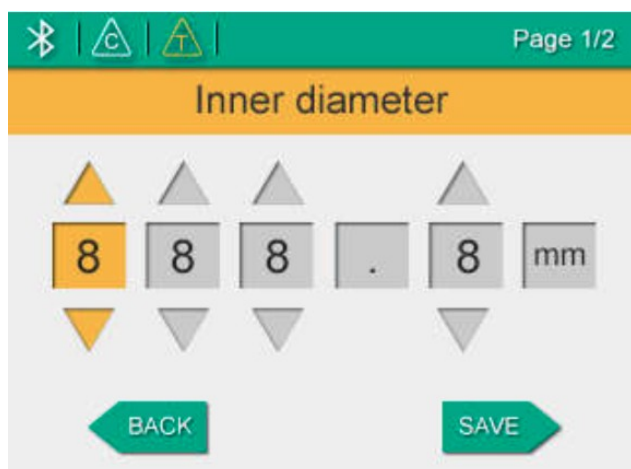 C T Page 1/2
Inner diameter
8 8 8 . 8 mm
BACK SAVE